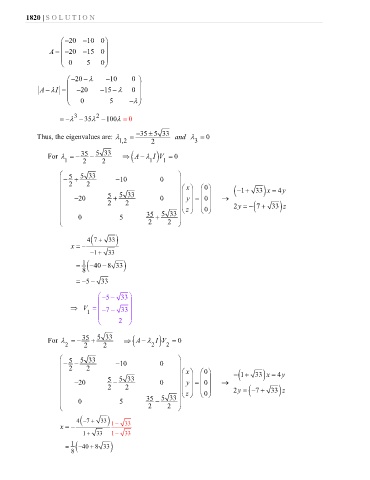 1820 | S O L U T I O N
A = ( −20 −10 0 ; −20 −15 0 ; 0 5 0 )
|A − λI| = ( −20 − λ −10 0 ; −20 −15 − λ 0 ; 0 5 −λ )
= −λ³ − 35λ² − 100λ = 0
Thus, the eigenvalues are: λ₁,₂ = (−35 ± 5√33)/2 and λ₃ = 0
For λ₁ = −35/2 − 5√33/2 ⇒ (A − λ₁I)V₁ = 0
( −5/2 + 5√33/2 −10 0 ; −20 5/2 + 5√33/2 0 ; 0 5 35/2 + 5√33/2 ) ( x ; y ; z ) = ( 0 ; 0 ; 0 ) → (−1 + √33)x = 4y
2y = −(7 + √33)z
x = − 4(7 + √33)/(−1 + √33)
= 1/8(−40 − 8√33)
= −5 − √33
⇒ V₁ = ( −5 − √33 ; −7 − √33 ; 2 )
For λ₂ = −35/2 + 5√33/2 ⇒ (A − λ₂I)V₂ = 0
( −5/2 − 5√33/2 −10 0 ; −20 5/2 − 5√33/2 0 ; 0 5 35/2 − 5√33/2 ) ( x ; y ; z ) = ( 0 ; 0 ; 0 ) → −(1 + √33)x = 4y
2y = (−7 + √33)z
x = − 4(−7 + √33)/(1 + √33) (1 − √33)/(1 − √33)
= 1/8(−40 + 8√33)